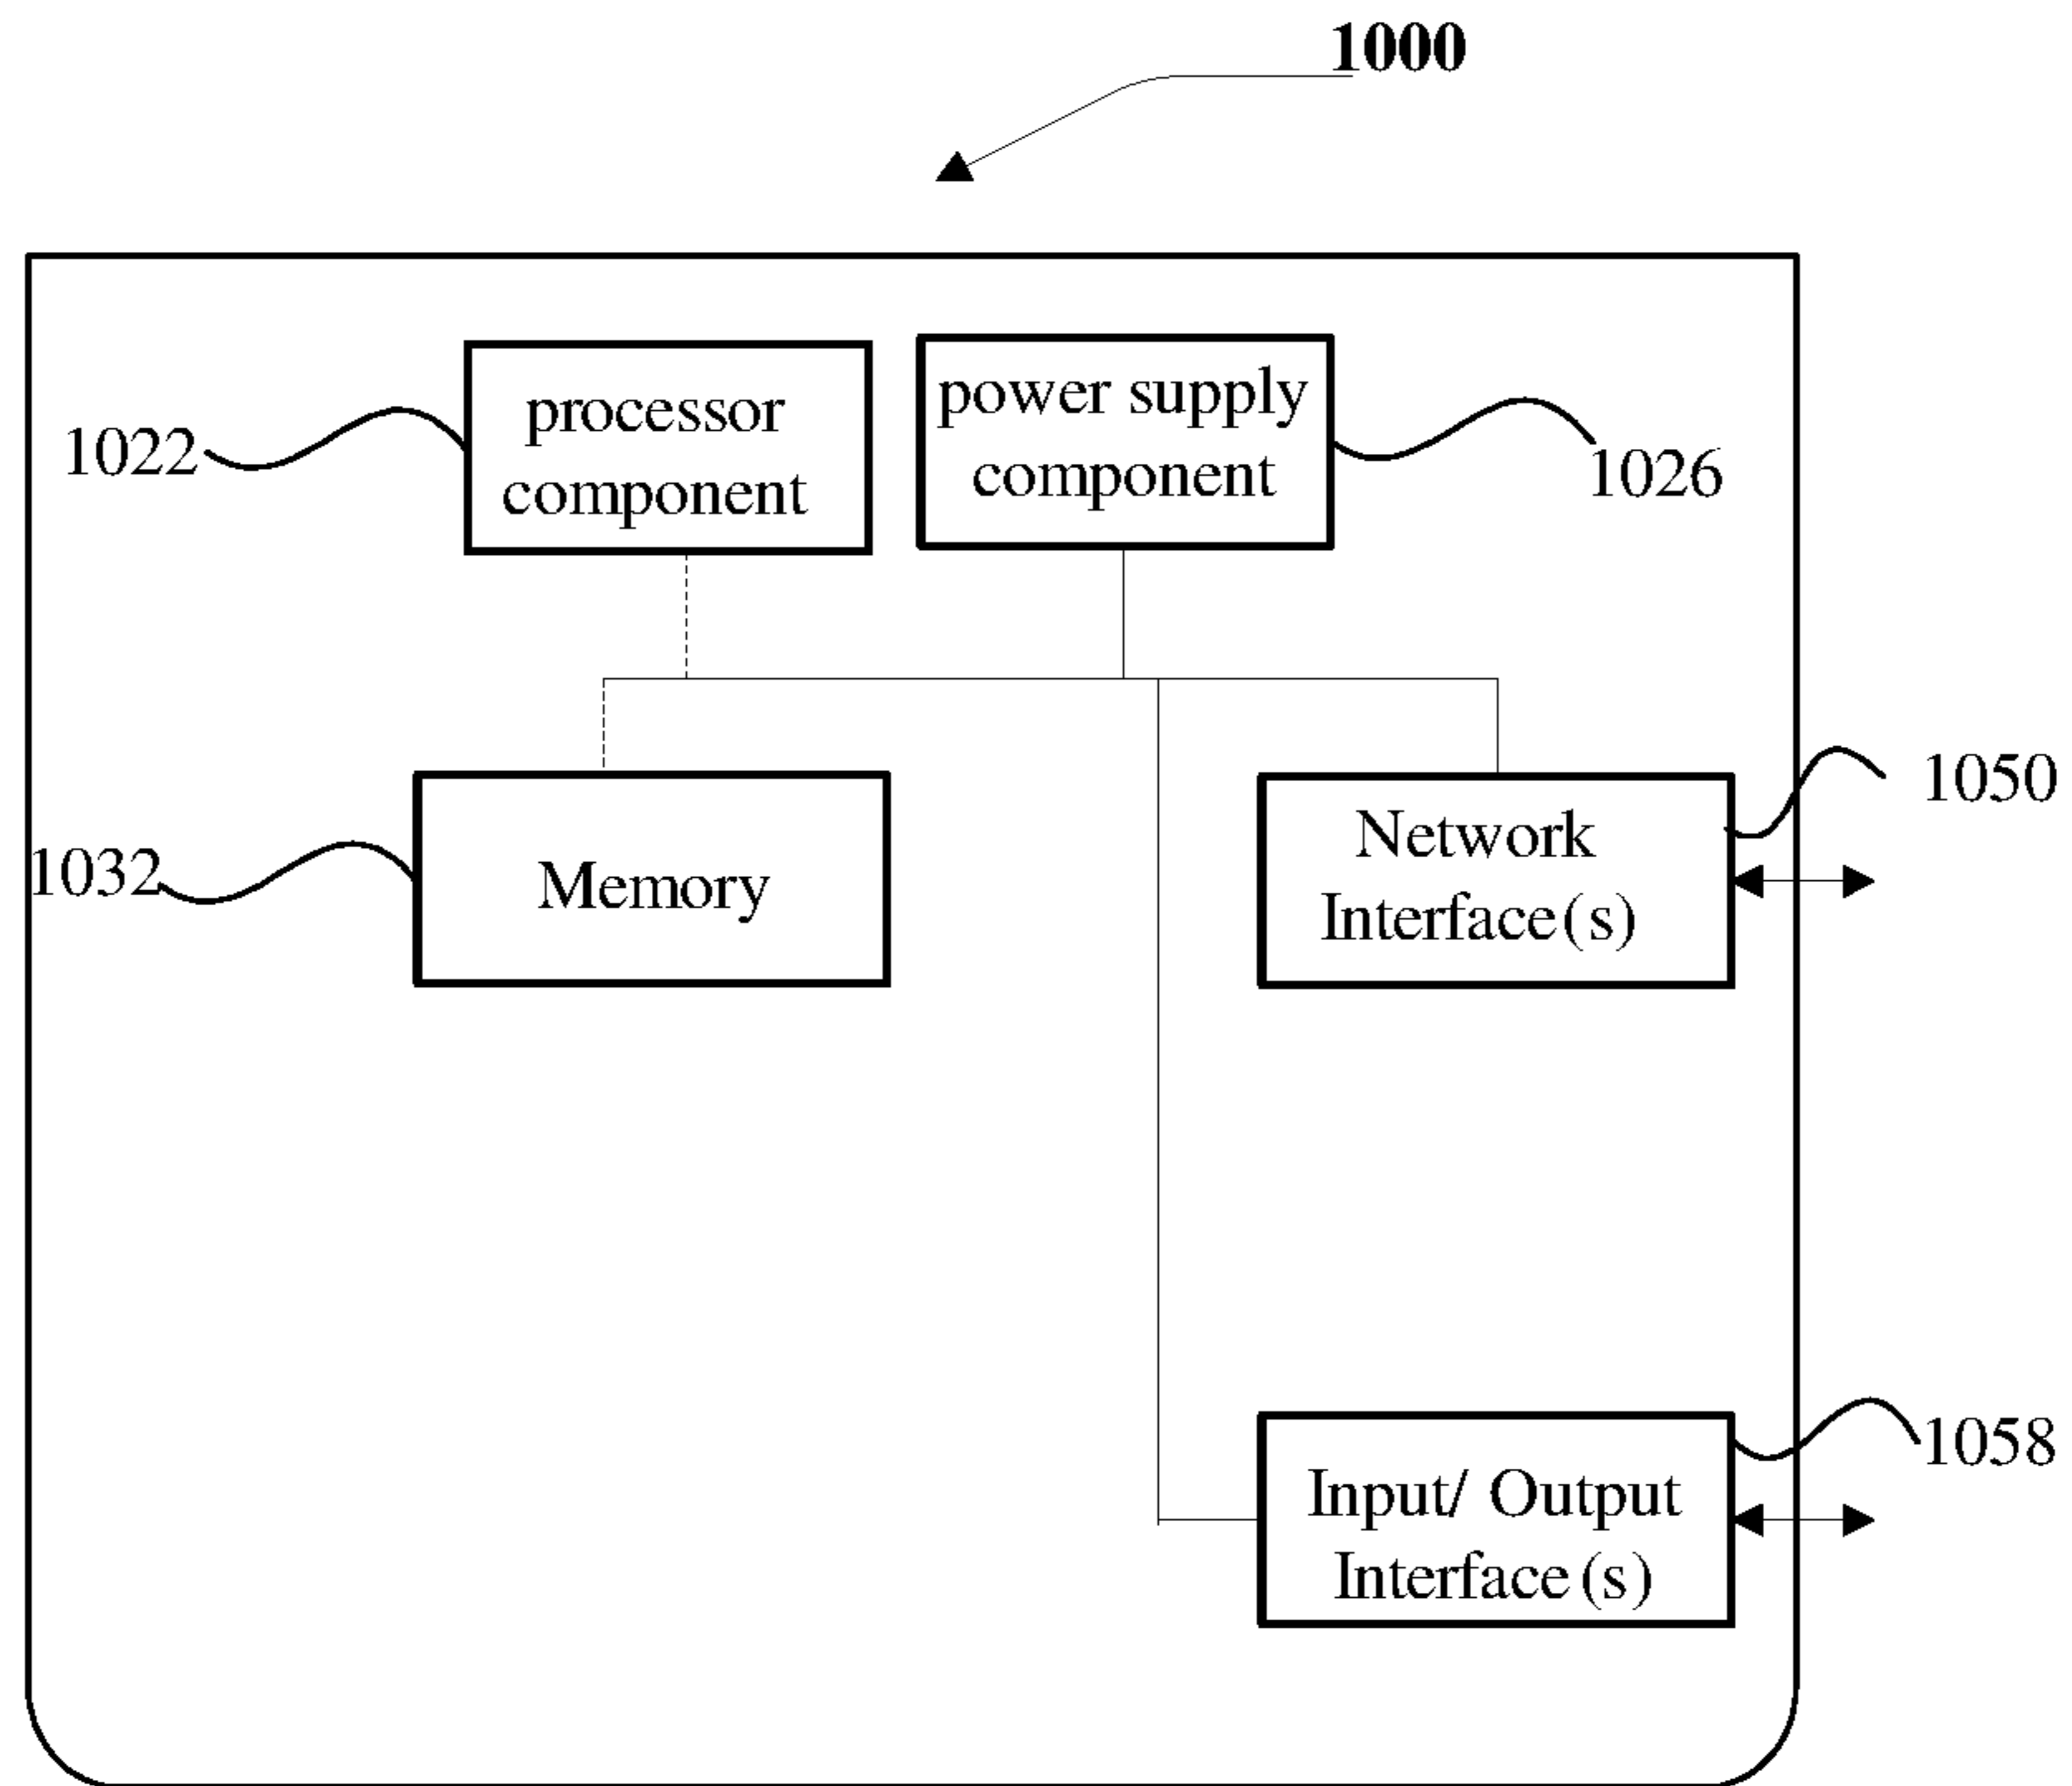 1000
processor
component
power supply
component
1022
1026
1050
Network
Interface(s)
1032
Memory
1058
Input/ Output
Interface(s)